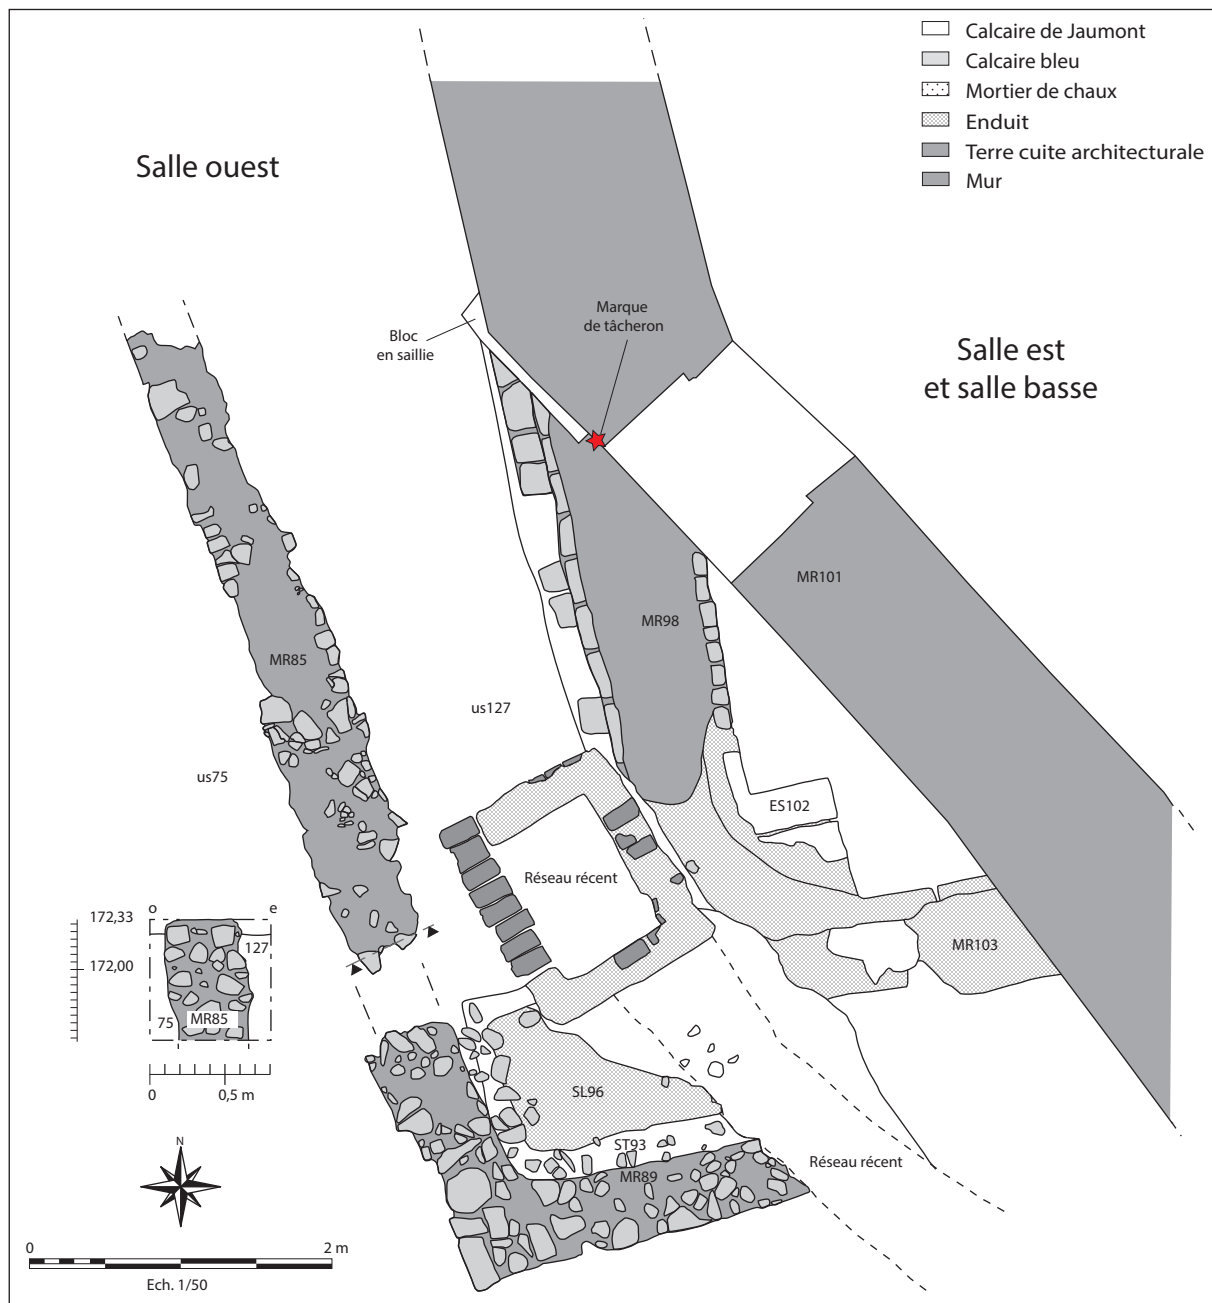 Calcaire de Jaumont
Calcaire bleu
Mortier de chaux
Enduit
Terre cuite architecturale
Mur
Salle ouest
Marque
de tâcheron
Bloc
en saillie
Salle est
et salle basse
MR101
MR98
MR85
us127
us75
ES102
Réseau récent
o
e
172,33
127
172,00
75
MR85
0
0,5 m
MR103
SL96
ST93
MR89
Réseau récent
N
0
2 m
Ech. 1/50